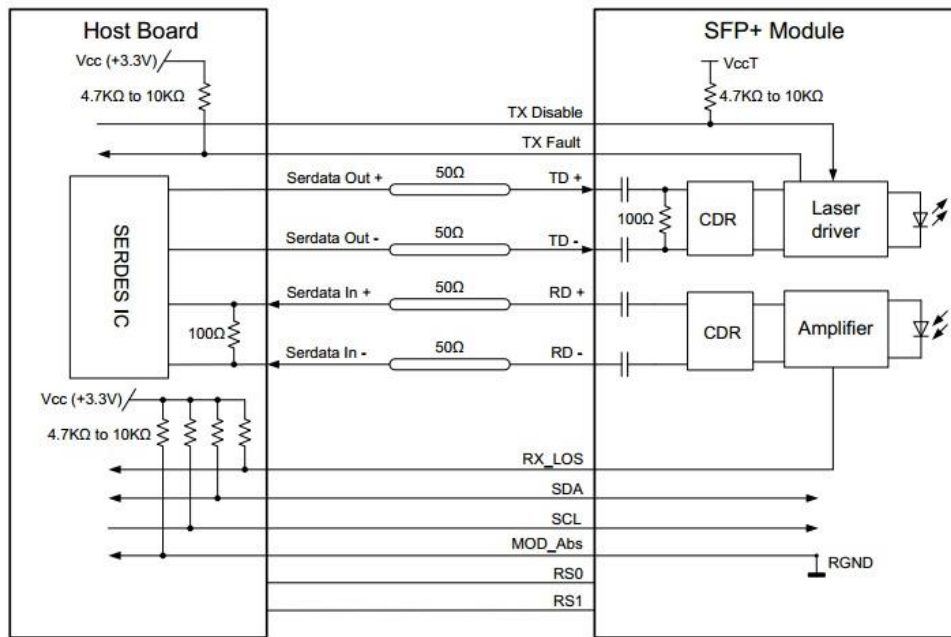 Host Board
SFP+ Module
Vcc (+3.3V)
VccT
4.7KΩ to 10KΩ
4.7KΩ to 10KΩ
TX Disable
TX Fault
Serdata Out +
50Ω
TD +
SERDES IC
100Ω
CDR
Laser
driver
Serdata Out -
50Ω
TD -
Serdata In +
50Ω
RD +
100Ω
CDR
Amplifier
Serdata In -
50Ω
RD -
Vcc (+3.3V)
4.7KΩ to 10KΩ
RX_LOS
SDA
SCL
MOD_Abs
RGND
RS0
RS1